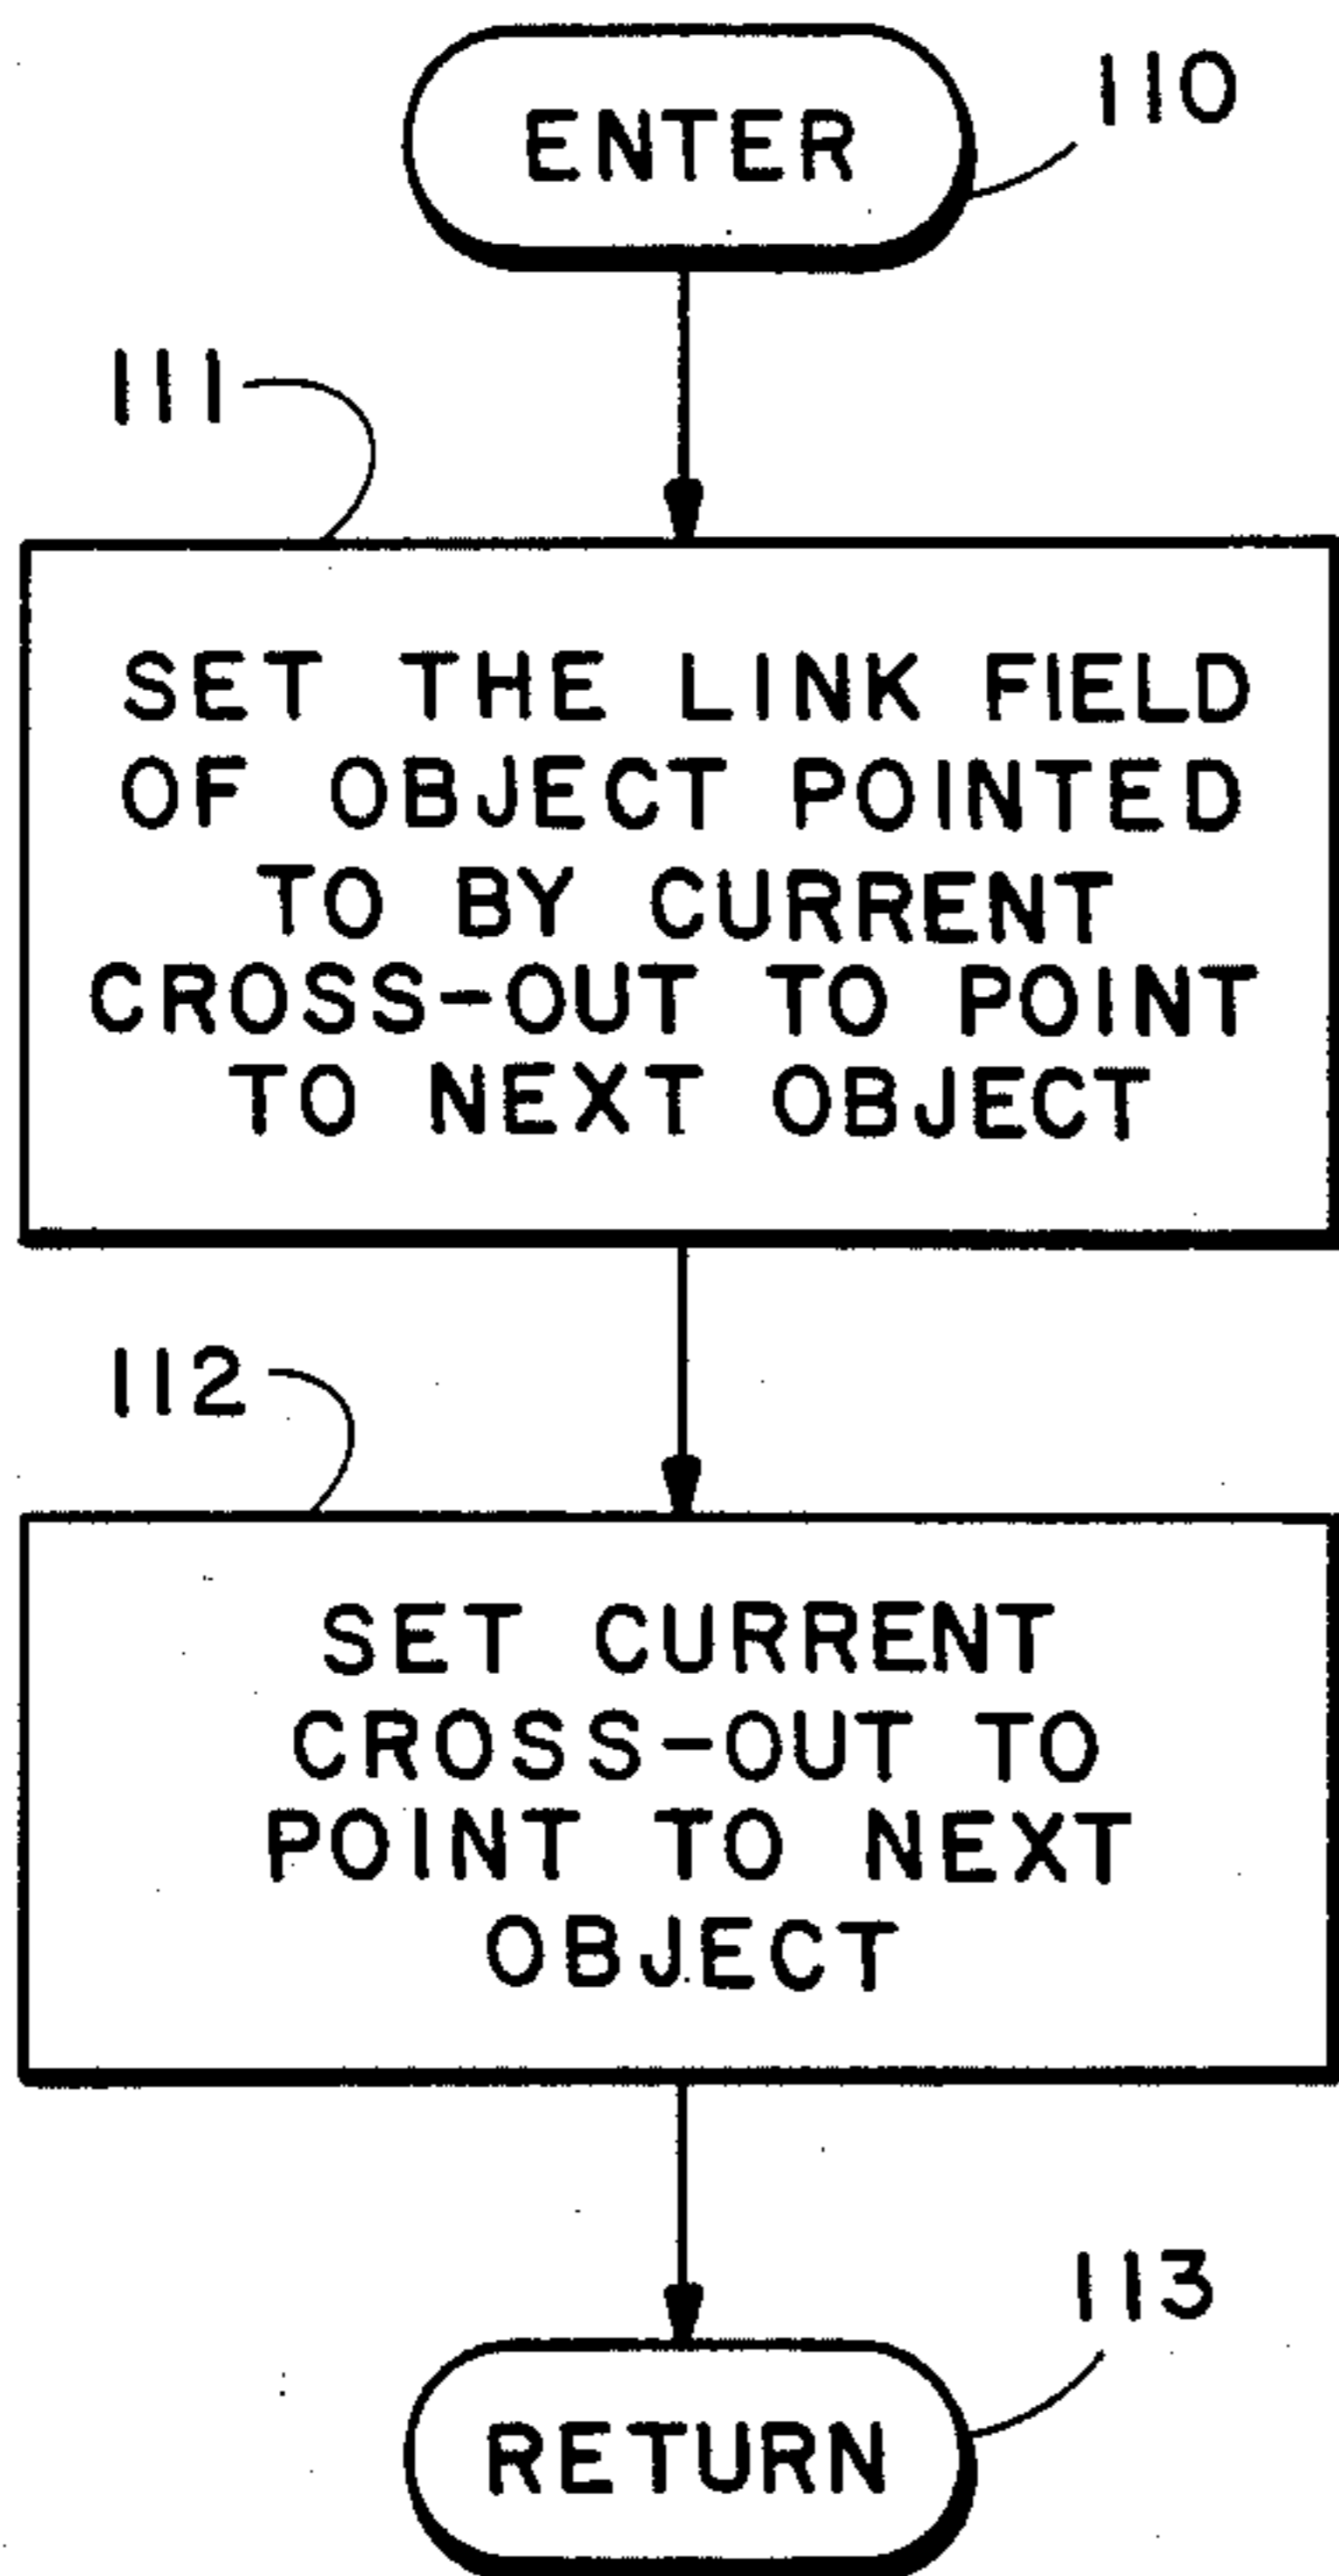 ENTER
110
111
SET THE LINK FIELD
OF OBJECT POINTED
TO BY CURRENT
CROSS-OUT TO POINT
TO NEXT OBJECT
112
SET CURRENT
CROSS-OUT TO
POINT TO NEXT
OBJECT
113
RETURN